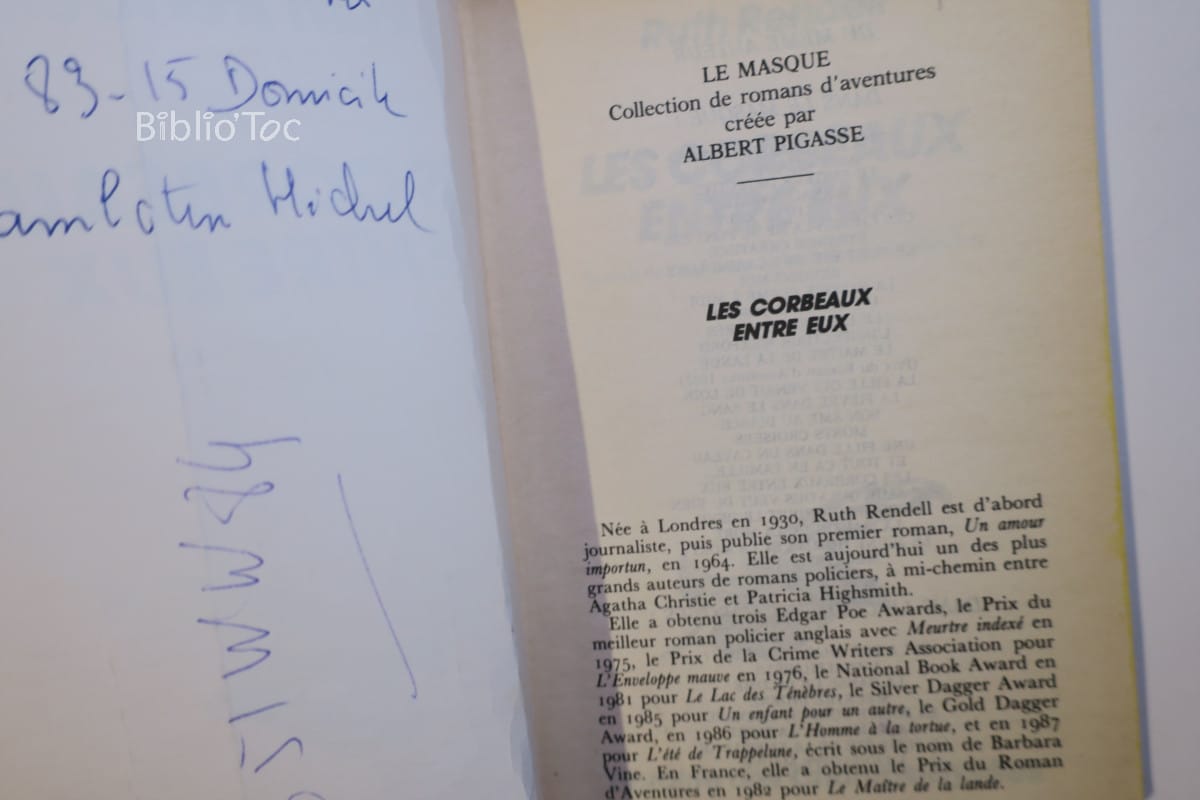 83-15 Domicile
Biblio'Toc
Michel
LE MASQUE
Collection de romans d'aventures
créée par
ALBERT PIGASSE
LES CORBEAUX
ENTRE EUX
Née à Londres en 1930, Ruth Rendell est d'abord
journaliste, puis publie son premier roman, Un amour
importun, en 1964. Elle est aujourd'hui un des plus
grands auteurs de romans policiers, à mi-chemin entre
Agatha Christie et Patricia Highsmith.
Elle a obtenu trois Edgar Poe Awards, le Prix du
meilleur roman policier anglais avec Meurtre indexé en
1975, le Prix de la Crime Writers Association pour
L'Enveloppe mauve en 1976, le National Book Award en
1981 pour Le Lac des Ténèbres, le Silver Dagger Award
en 1985 pour Un enfant pour un autre, le Gold Dagger
Award, en 1986 pour L'Homme à la tortue, et en 1987
pour L'été de Trappelune, écrit sous le nom de Barbara
Vine. En France, elle a obtenu le Prix du Roman
d'Aventures en 1982 pour Le Maître de la lande.